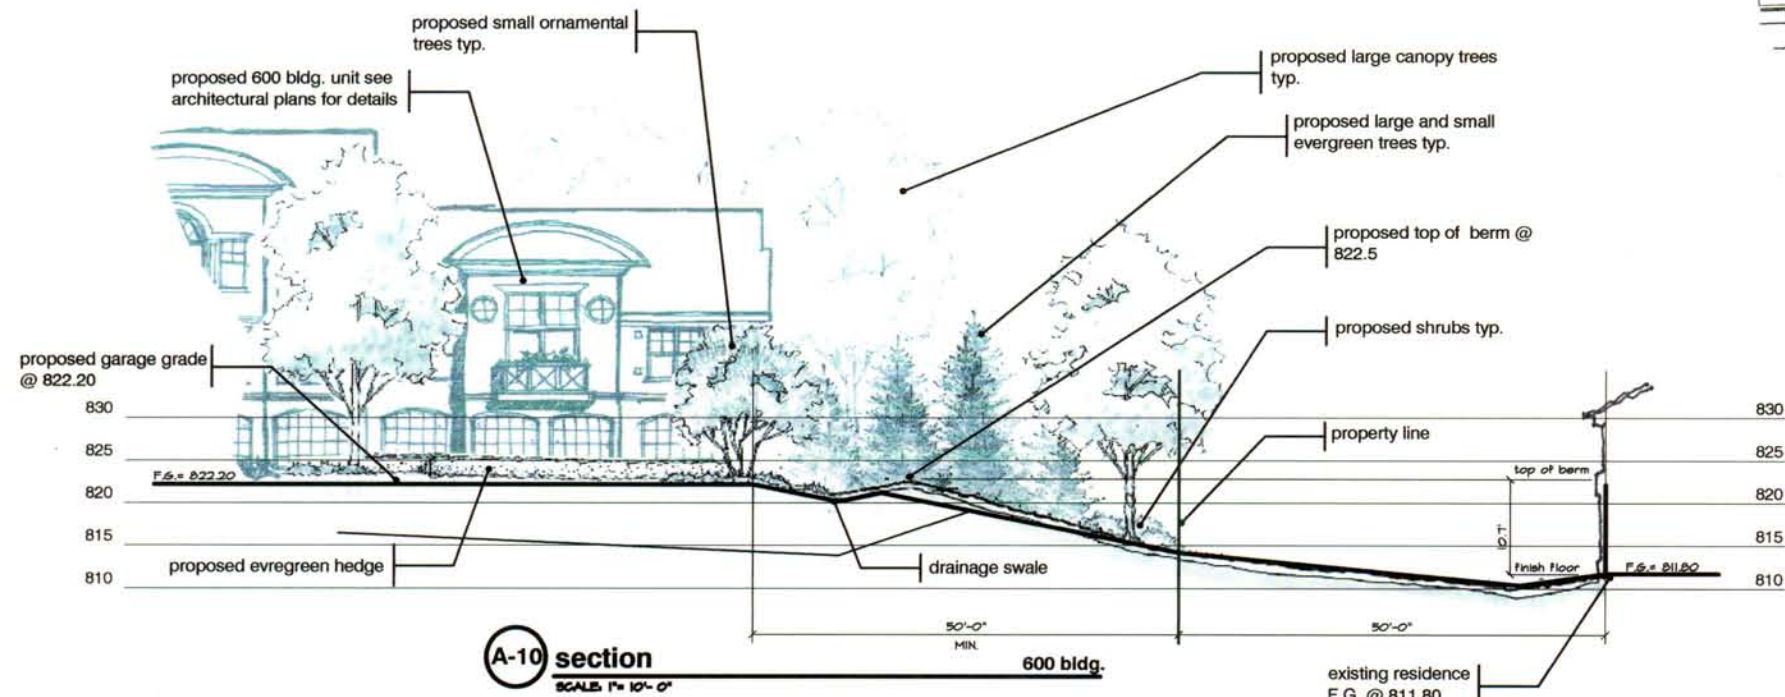 proposed small ornamental
trees typ.
proposed 600 bldg. unit see
architectural plans for details
proposed large canopy trees
typ.
proposed large and small
evergreen trees typ.
proposed top of berm @
822.5
proposed shrubs typ.
proposed garage grade
@ 822.20
property line
830
825
820
815
810
830
825
820
815
810
F.G.= 822.20
top of berm
10.7'
finish floor
F.G.= 811.80
proposed evregreen hedge
drainage swale
50'-0"
MIN.
50'-0"
A-10 section
600 bldg.
SCALE: 1"= 10'- 0"
existing residence
F.G. @ 811.80